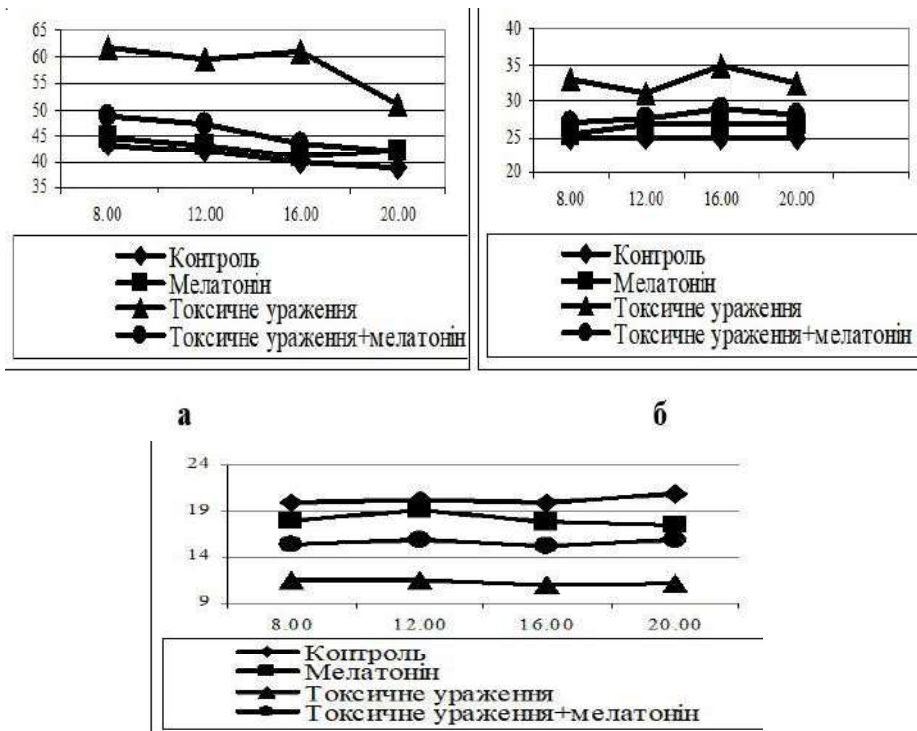 65
60
55
50
45
40
35
8.00 12.00 16.00 20.00
Контроль
Мелатонін
Токсичне ураження
Токсичне ураження+мелатонін
40
35
30
25
20
8.00 12.00 16.00 20.00
Контроль
Мелатонін
Токсичне ураження
Токсичне ураження+мелатонін
а б
24
19
14
9
8.00 12.00 16.00 20.00
Контроль
Мелатонін
Токсичне ураження
Токсичне ураження+мелатонін